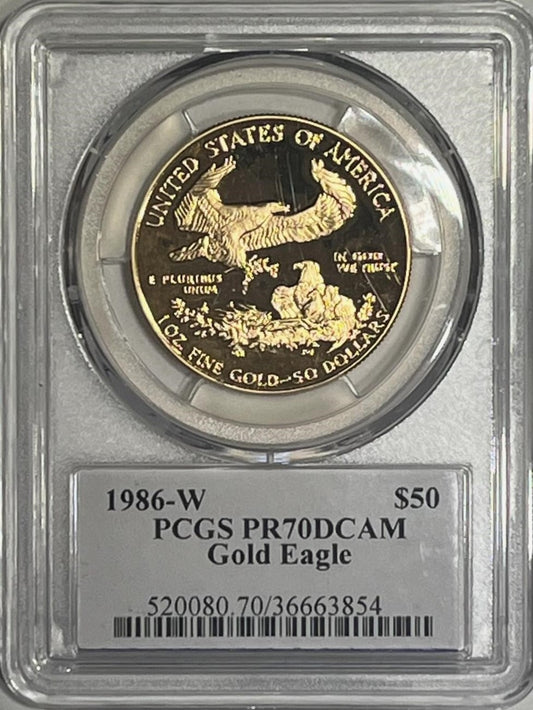 UNITED STATES OF AMERICA
E PLURIBUS
UNUM
IN GOD
WE TRUST
1 OZ. FINE GOLD~50 DOLLARS
1986-W $50
PCGS PR70DCAM
Gold Eagle
520080.70/36663854